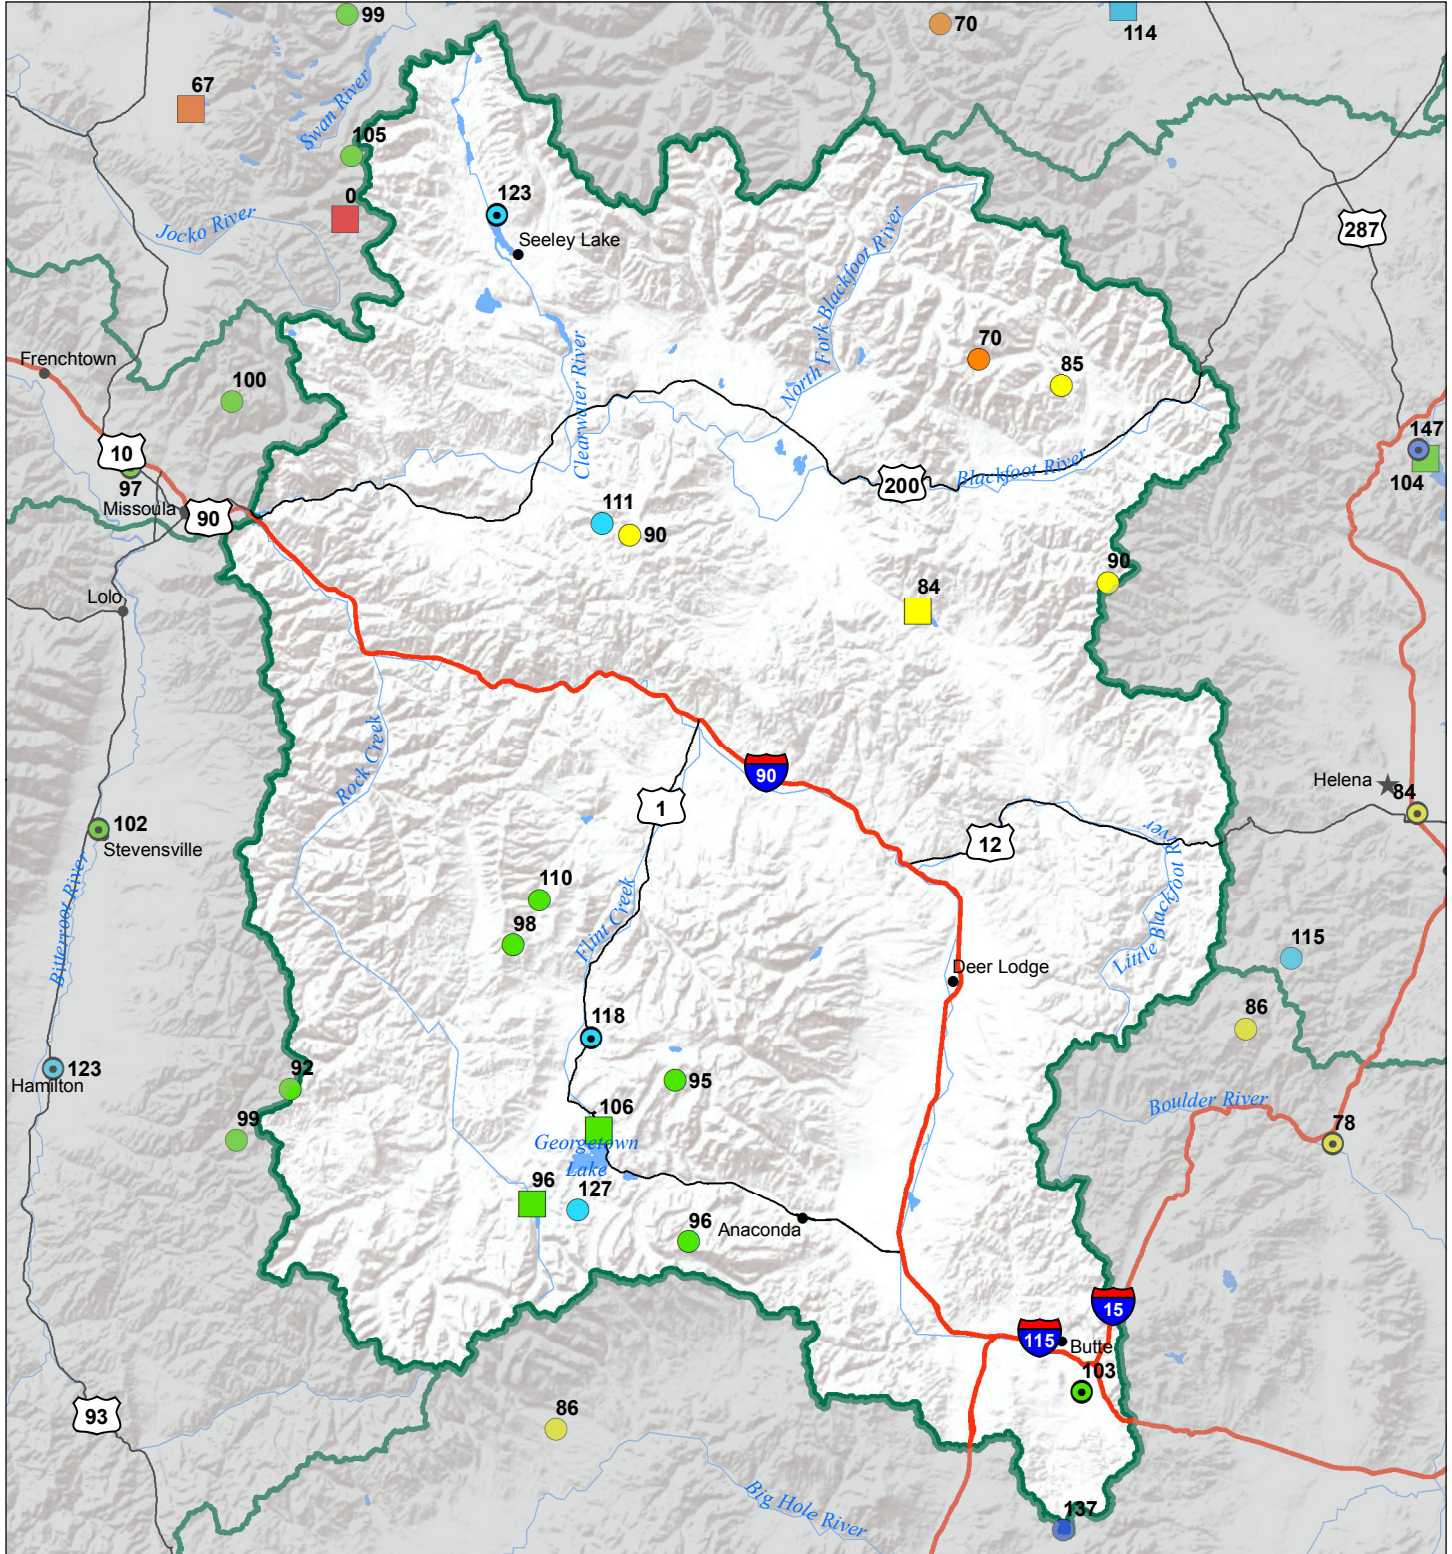 99
70
114
67
Swan River
105
123
0
Jocko River
Seeley Lake
287
North Fork Blackfoot River
Frenchtown
Clearwater River
70
85
100
10
147
97
104
Missoula
90
200
Blackfoot River
111
90
90
Lolo
84
Rock Creek
90
Helena
84
1
12
102
Stevensville
Little Blackfoot River
Bitterroot River
110
98
Flint Creek
115
Deer Lodge
86
118
123
Hamilton
92
95
99
106
Boulder River
78
Georgetown
Lake
96
127
96
Anaconda
15
115
Butte
103
93
86
Big Hole River
137